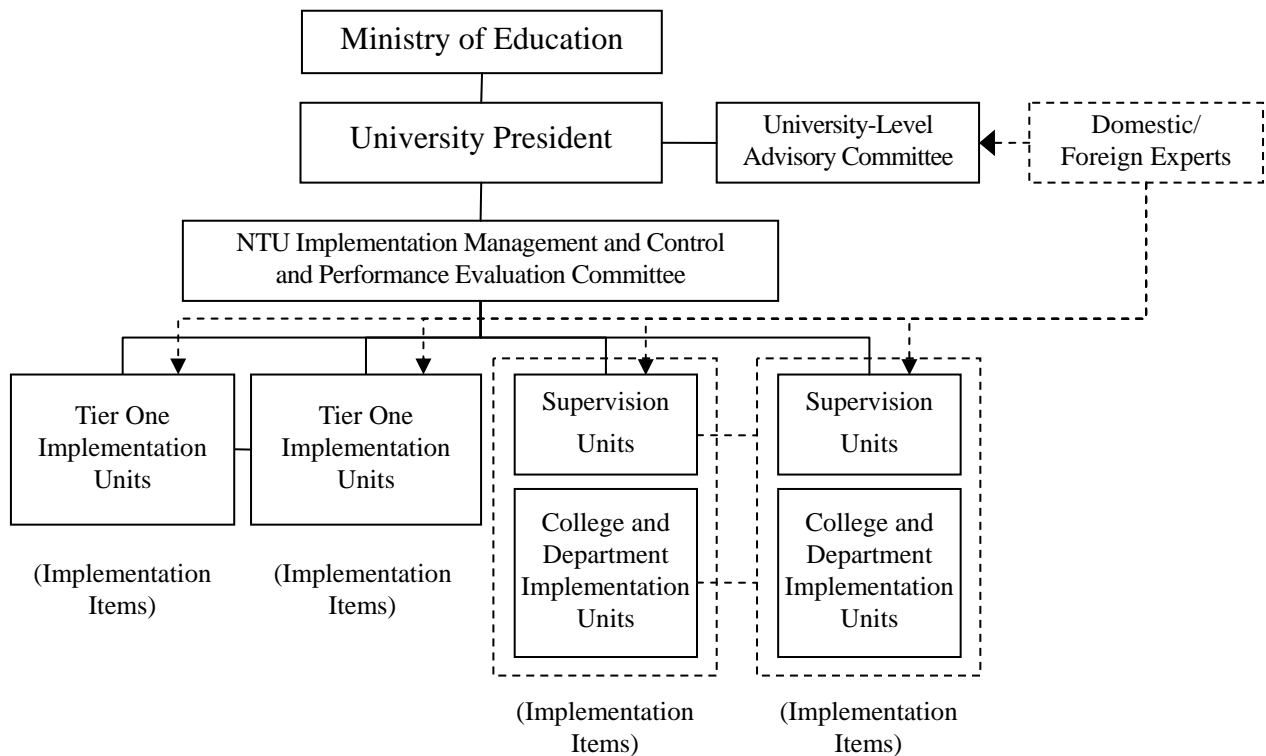 Ministry of Education
University President
University-Level
Advisory Committee
Domestic/
Foreign Experts
NTU Implementation Management and Control
and Performance Evaluation Committee
Tier One
Implementation
Units
(Implementation
Items)
Tier One
Implementation
Units
(Implementation
Items)
Supervision
Units
College and
Department
Implementation
Units
(Implementation
Items)
Supervision
Units
College and
Department
Implementation
Units
(Implementation
Items)